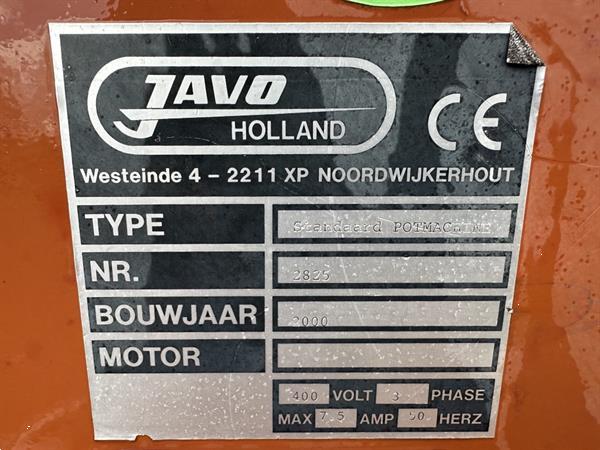 JAVO
HOLLAND
CE
Westeinde 4 – 2211 XP NOORDWIJKERHOUT
TYPE Standaard POTMACHINE
NR. 2825
BOUWJAAR 2000
MOTOR
400 VOLT 3 PHASE
MAX 7.5 AMP 50 HERZ